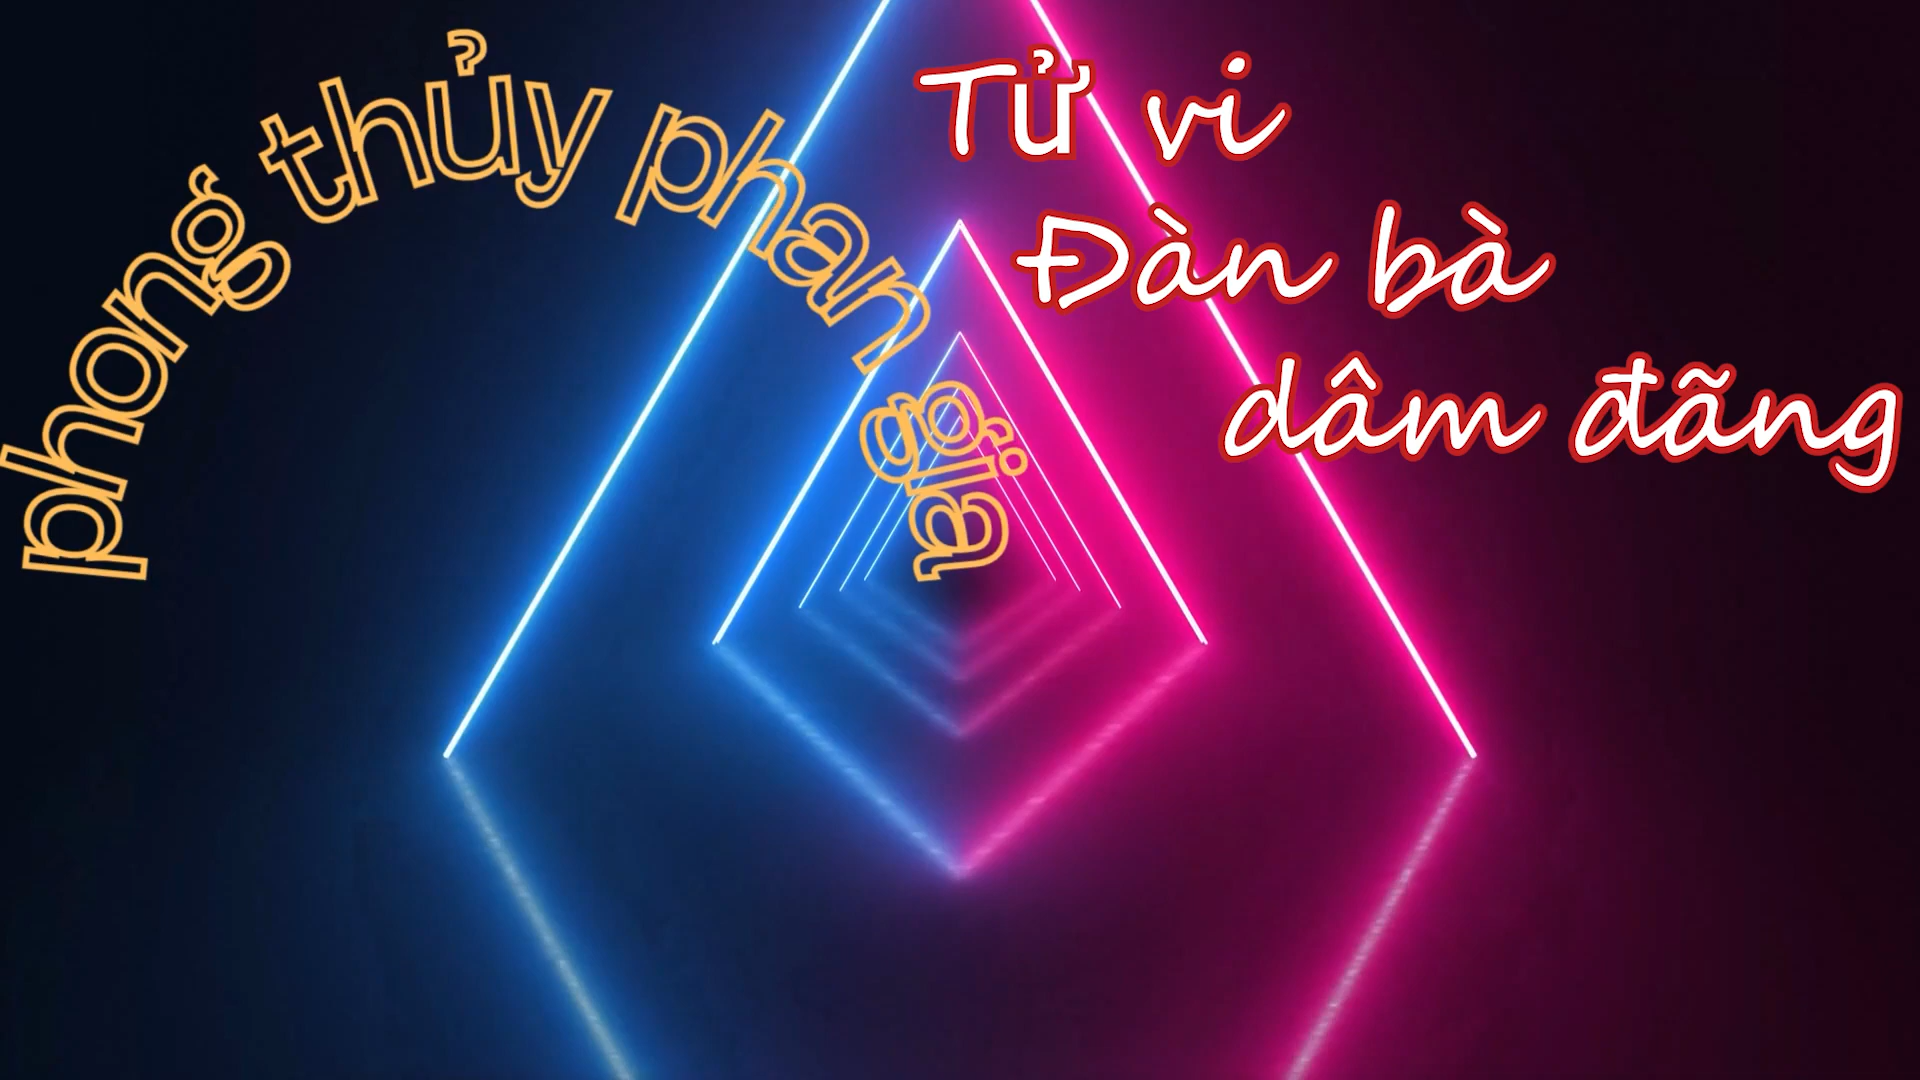 phong thủy phan gia
Tử vi
Đàn bà
dâm đãng